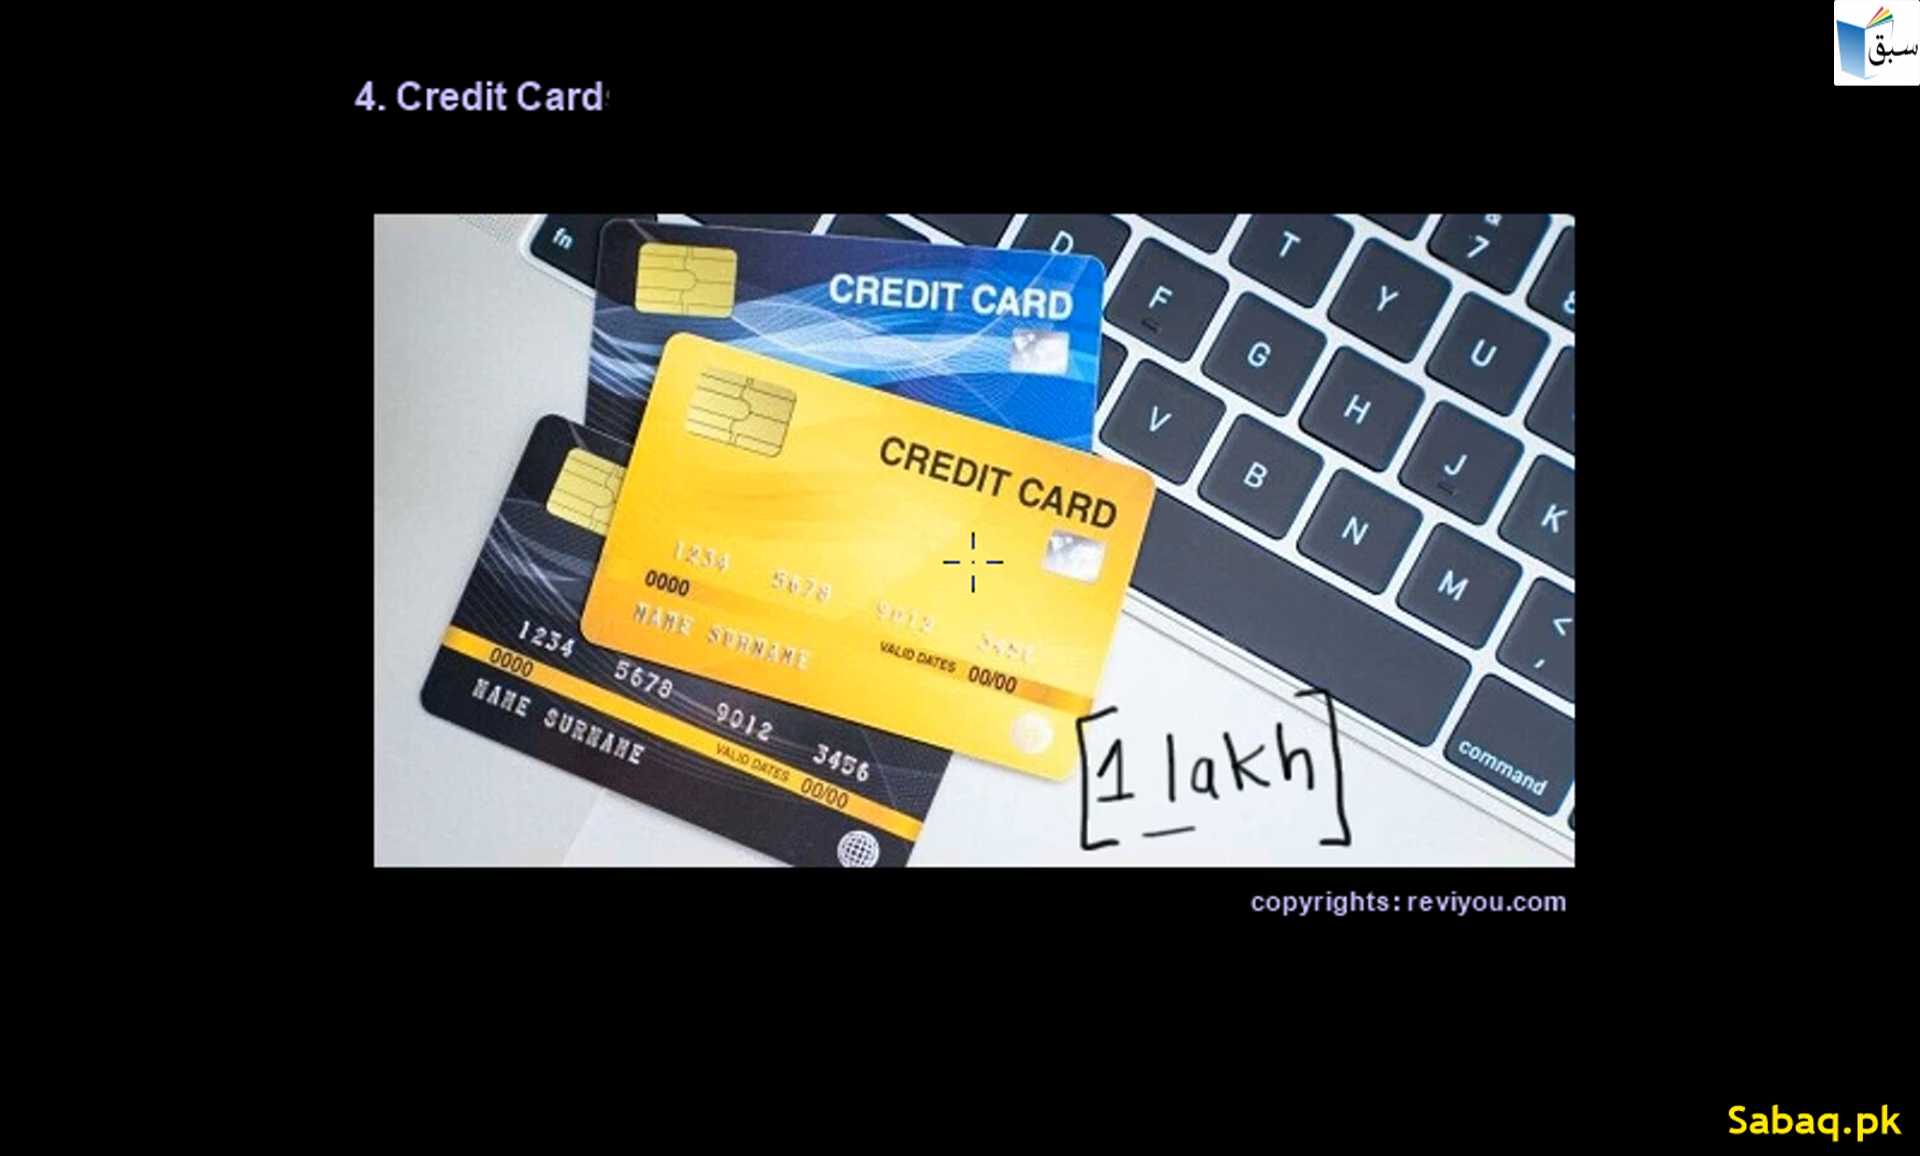 سبق
4. Credit Card
fn
D
T
7
F
Y
G
U
V
H
B
J
N
K
M
<
,
command
CREDIT CARD
CREDIT CARD
1234 5678 9012 3456
0000
NAME SURNAME
VALID DATES 00/00
1234 5678 9012 3456
0000
NAME SURNAME
VALID DATES 00/00
[1 lakh]
copyrights: reviyou.com
Sabaq.pk